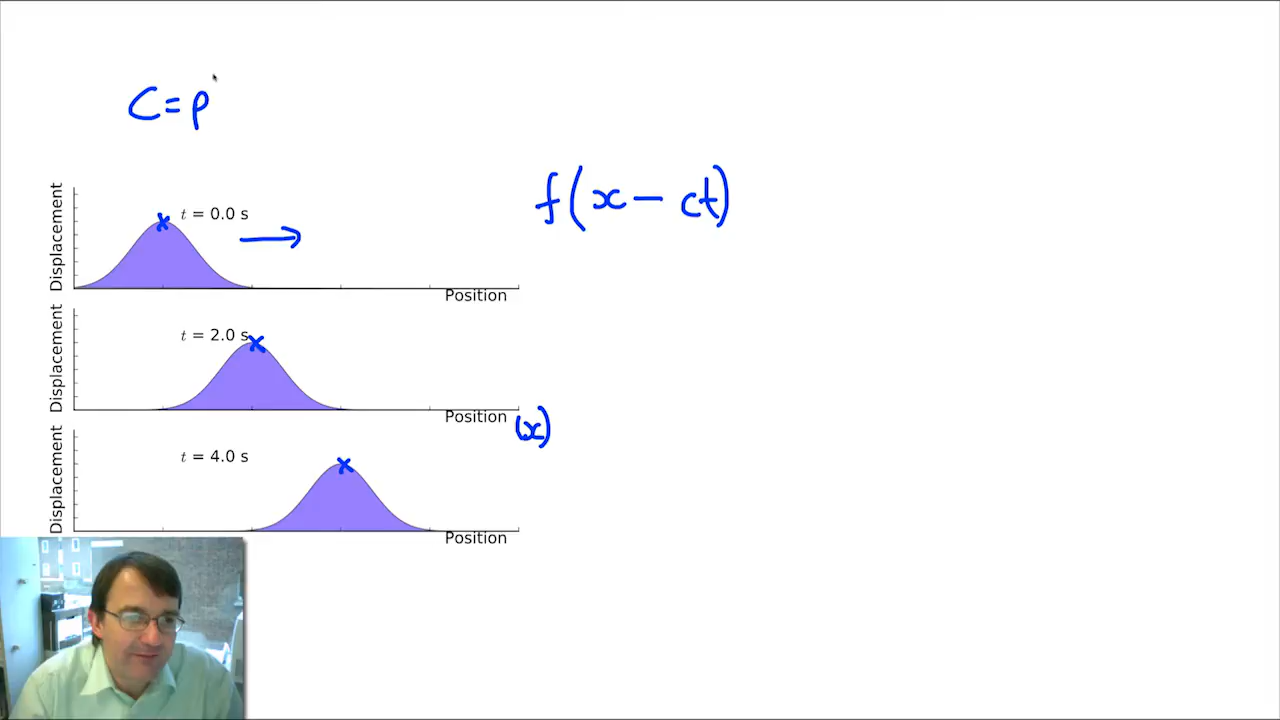 C = p
f(x - ct)
Displacement
t = 0.0 s
Position
Displacement
t = 2.0 s
Position
(x)
Displacement
t = 4.0 s
Position